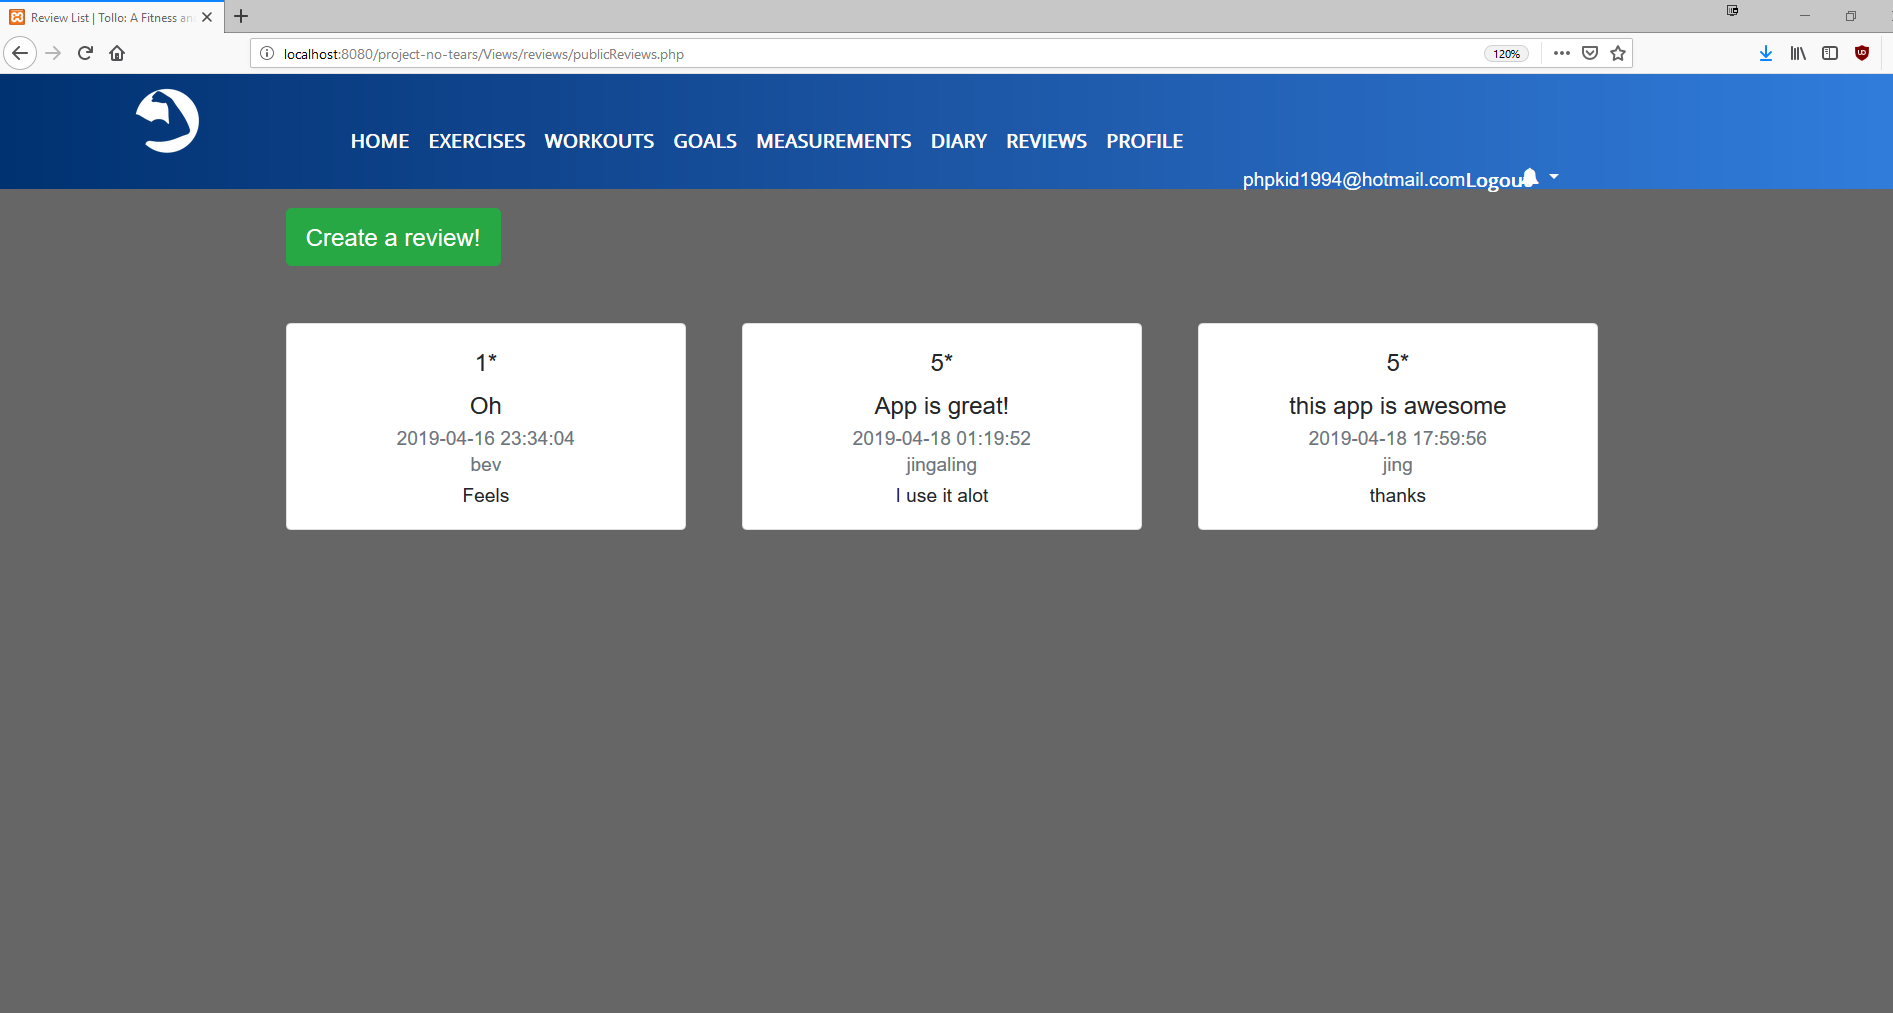 Review List | Tollo: A Fitness an
localhost:8080/project-no-tears/Views/reviews/publicReviews.php
120%
HOME EXERCISES WORKOUTS GOALS MEASUREMENTS DIARY REVIEWS PROFILE
phpkid1994@hotmail.comLogout
Create a review!
1*
Oh
2019-04-16 23:34:04
bev
Feels
5*
App is great!
2019-04-18 01:19:52
jingaling
I use it alot
5*
this app is awesome
2019-04-18 17:59:56
jing
thanks